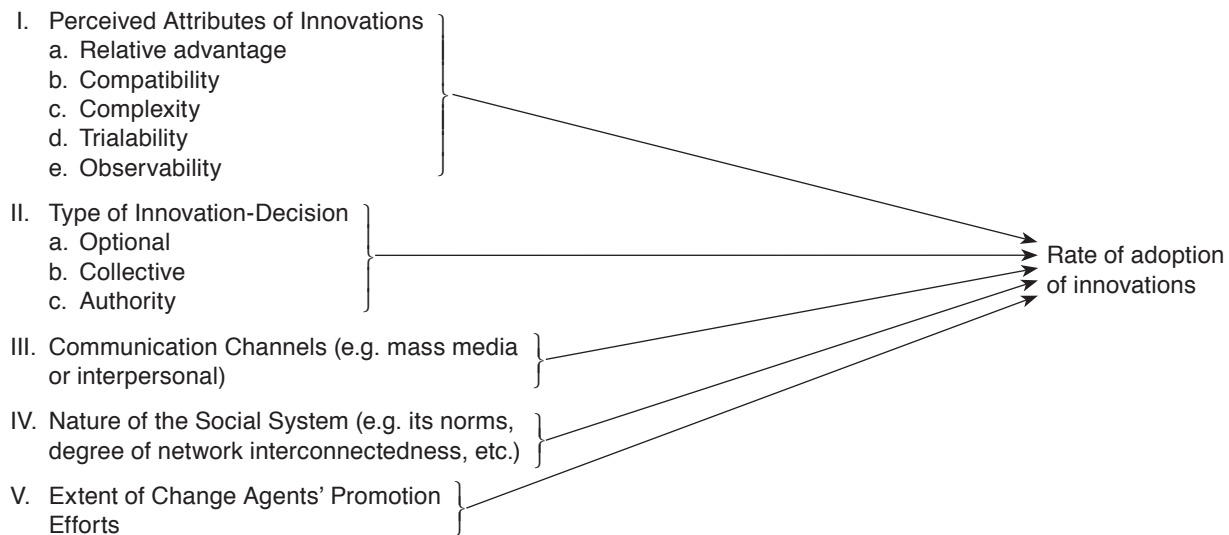 I. Perceived Attributes of Innovations
a. Relative advantage
b. Compatibility
c. Complexity
d. Trialability
e. Observability
II. Type of Innovation-Decision
a. Optional
b. Collective
c. Authority
III. Communication Channels (e.g. mass media
or interpersonal)
IV. Nature of the Social System (e.g. its norms,
degree of network interconnectedness, etc.)
V. Extent of Change Agents’ Promotion
Efforts
Rate of adoption
of innovations